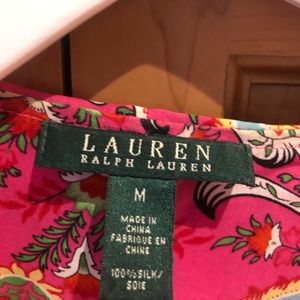 LAUREN
RALPH LAUREN
M
MADE IN
CHINA
FABRIQUE EN
CHINE
100% SILK/
SOIE